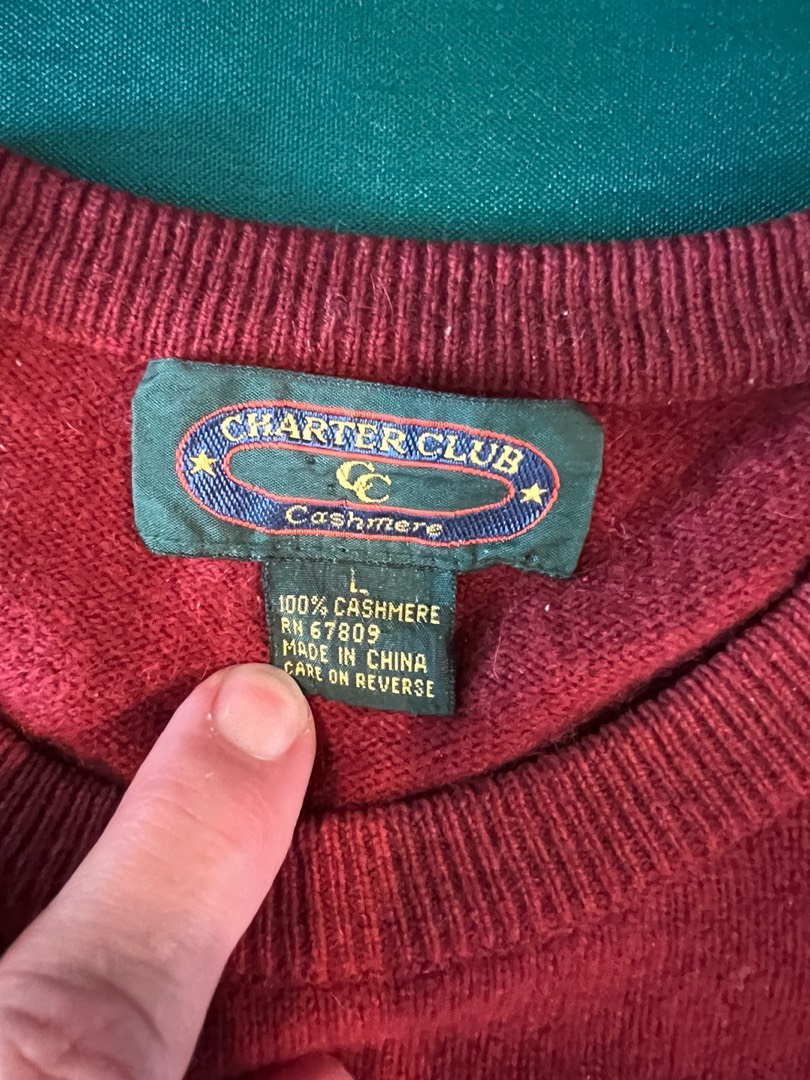 CHARTER CLUB
CC
Cashmere
L
100% CASHMERE
RN 67809
MADE IN CHINA
CARE ON REVERSE